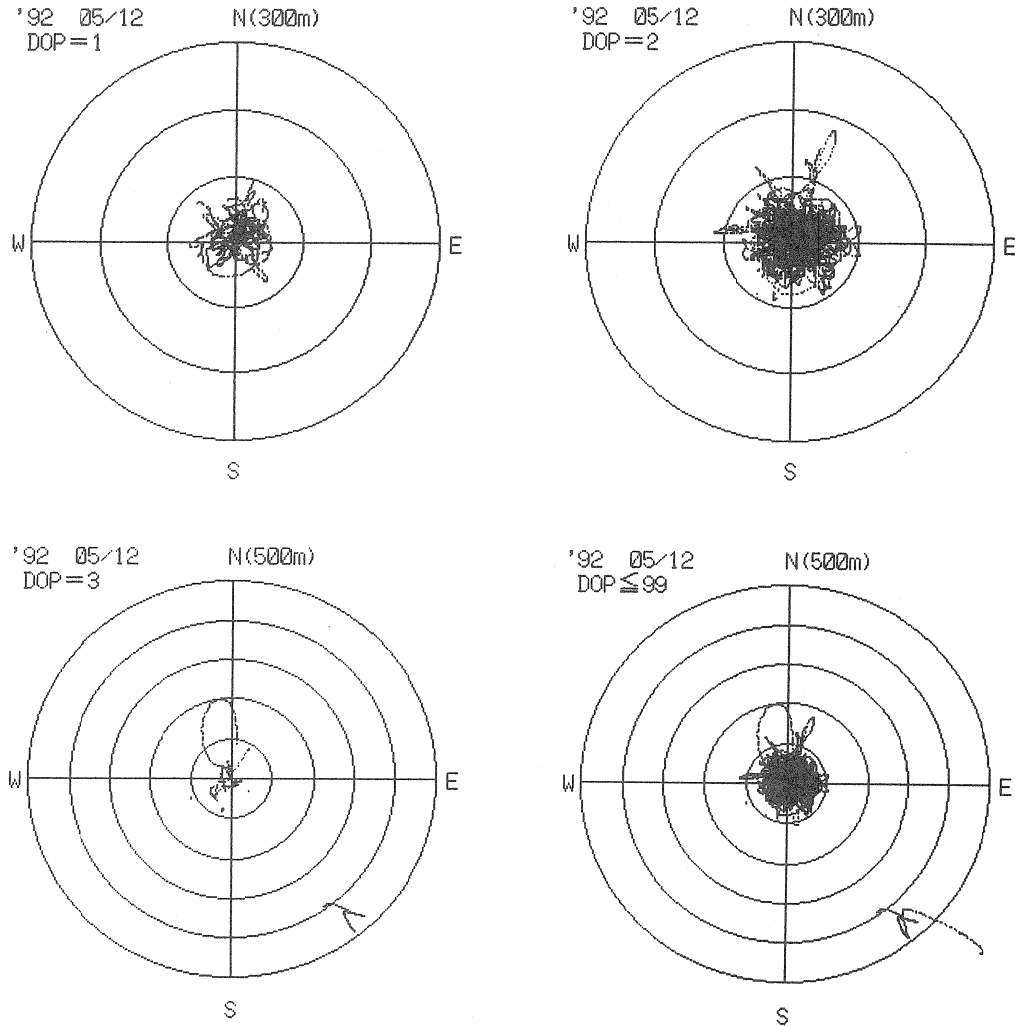 '92 05/12 N(300m)
DOP=1
W E
S
'92 05/12 N(300m)
DOP=2
W E
S
'92 05/12 N(500m)
DOP=3
W E
S
'92 05/12 N(500m)
DOP≦99
W E
S